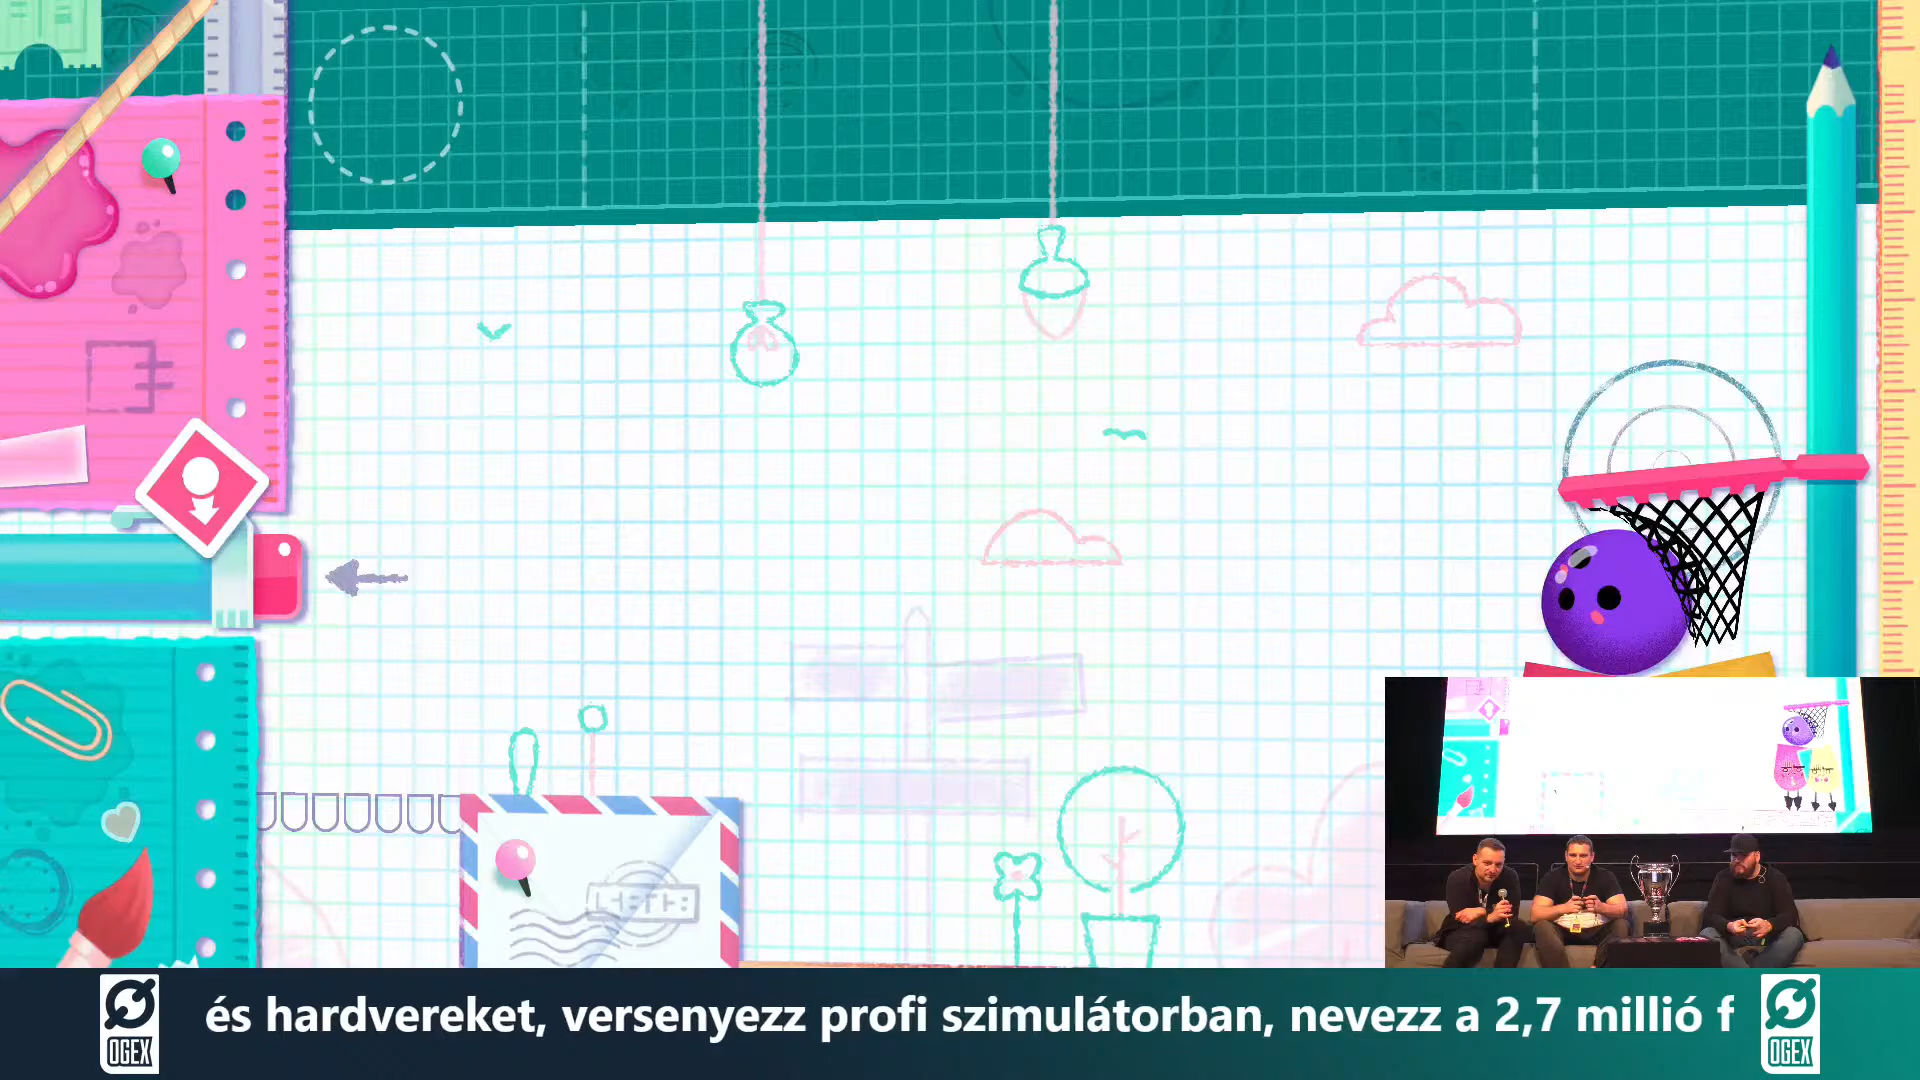 és hardvereket, versenyezz profi szimulátorban, nevezz a 2,7 millió f
OGEX
OGEX